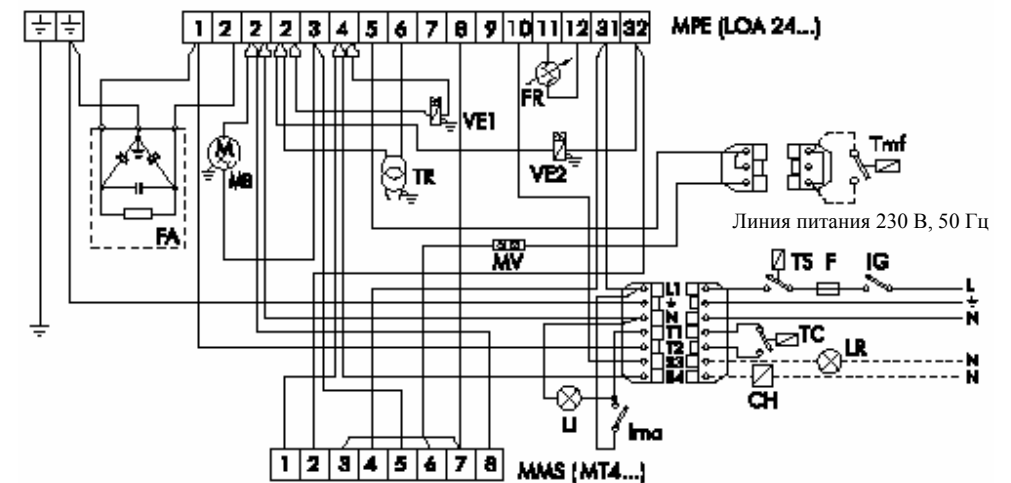 1 2 2 2 3 4 5 6 7 8 9 10 11 12 31 32 MPE (LOA 24...)
FR
VE1
Tmf
M
MB
TR
VE2
Линия питания 230 В, 50 Гц
FA
MV
TS F IG
L1 L
N N
T1
TC
T2
LR
S3 N
B4 N
CH
LI
Ima
1 2 3 4 5 6 7 8 MMS (MT4...)